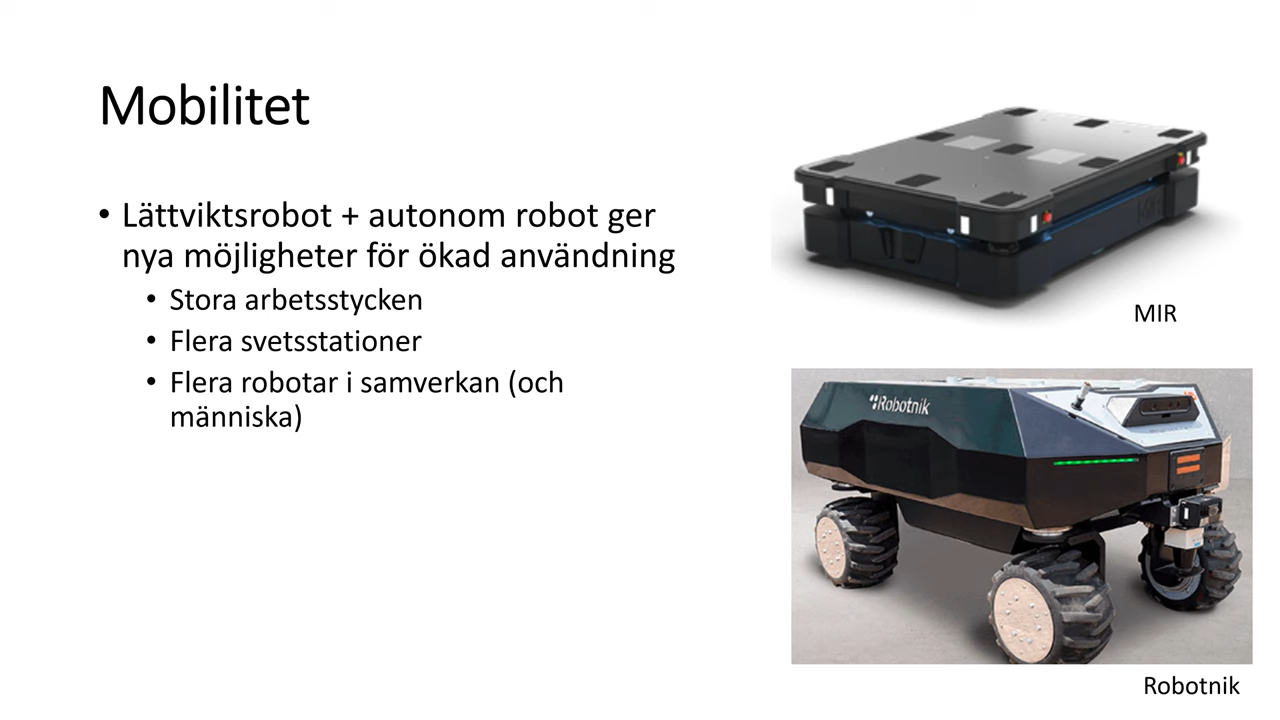 Mobilitet
• Lättviktsrobot + autonom robot ger
nya möjligheter för ökad användning
• Stora arbetsstycken
• Flera svetsstationer
• Flera robotar i samverkan (och
människa)
MIR
Robotnik
Robotnik